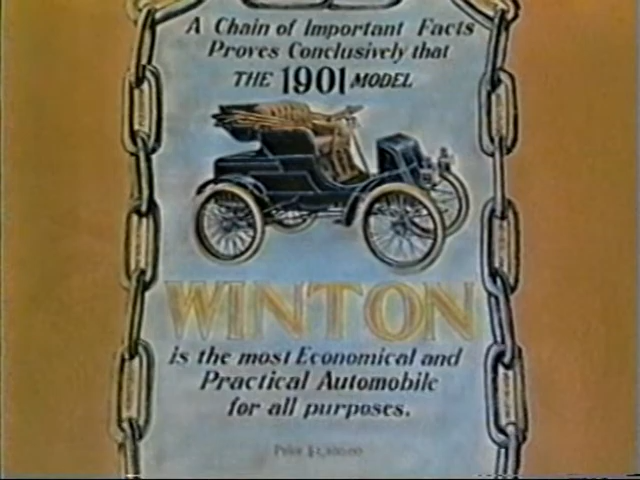 A Chain of Important Facts
Proves Conclusively that
THE 1901 MODEL
WINTON
is the most Economical and
Practical Automobile
for all purposes.
Price